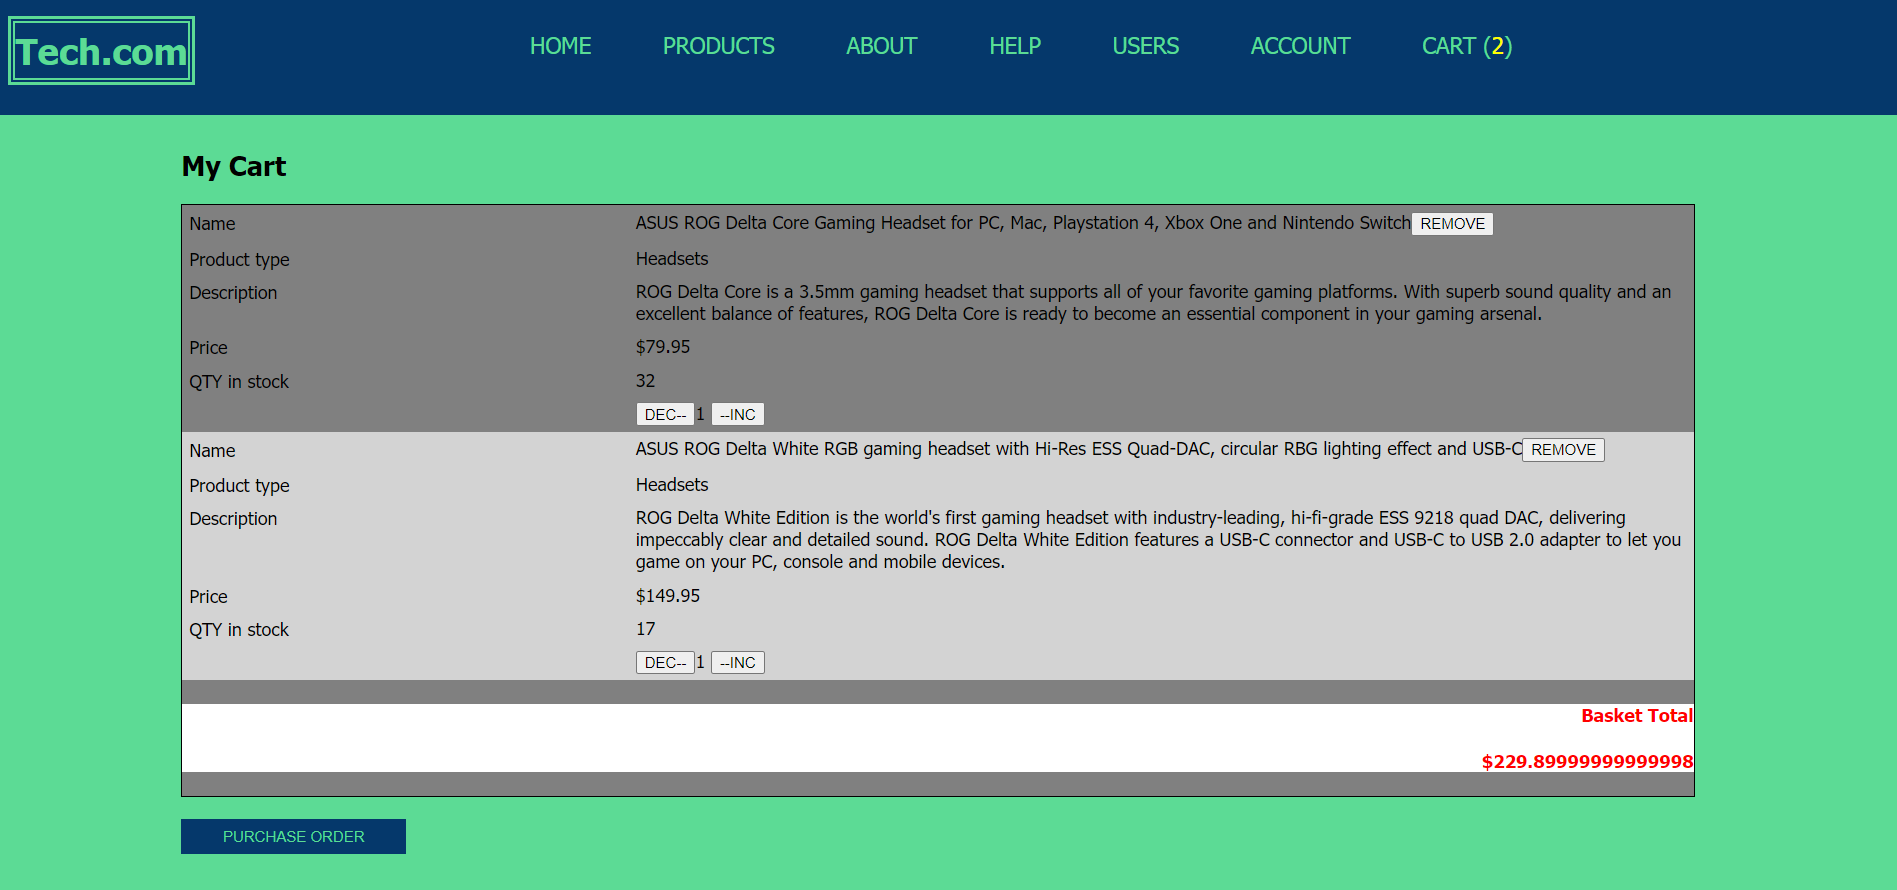 Tech.com
HOME PRODUCTS ABOUT HELP USERS ACCOUNT CART (2)
My Cart
Name ASUS ROG Delta Core Gaming Headset for PC, Mac, Playstation 4, Xbox One and Nintendo Switch REMOVE
Product type Headsets
Description ROG Delta Core is a 3.5mm gaming headset that supports all of your favorite gaming platforms. With superb sound quality and an
excellent balance of features, ROG Delta Core is ready to become an essential component in your gaming arsenal.
Price $79.95
QTY in stock 32
DEC-- 1 --INC
Name ASUS ROG Delta White RGB gaming headset with Hi-Res ESS Quad-DAC, circular RBG lighting effect and USB-C REMOVE
Product type Headsets
Description ROG Delta White Edition is the world's first gaming headset with industry-leading, hi-fi-grade ESS 9218 quad DAC, delivering
impeccably clear and detailed sound. ROG Delta White Edition features a USB-C connector and USB-C to USB 2.0 adapter to let you
game on your PC, console and mobile devices.
Price $149.95
QTY in stock 17
DEC-- 1 --INC
Basket Total
$229.89999999999998
PURCHASE ORDER